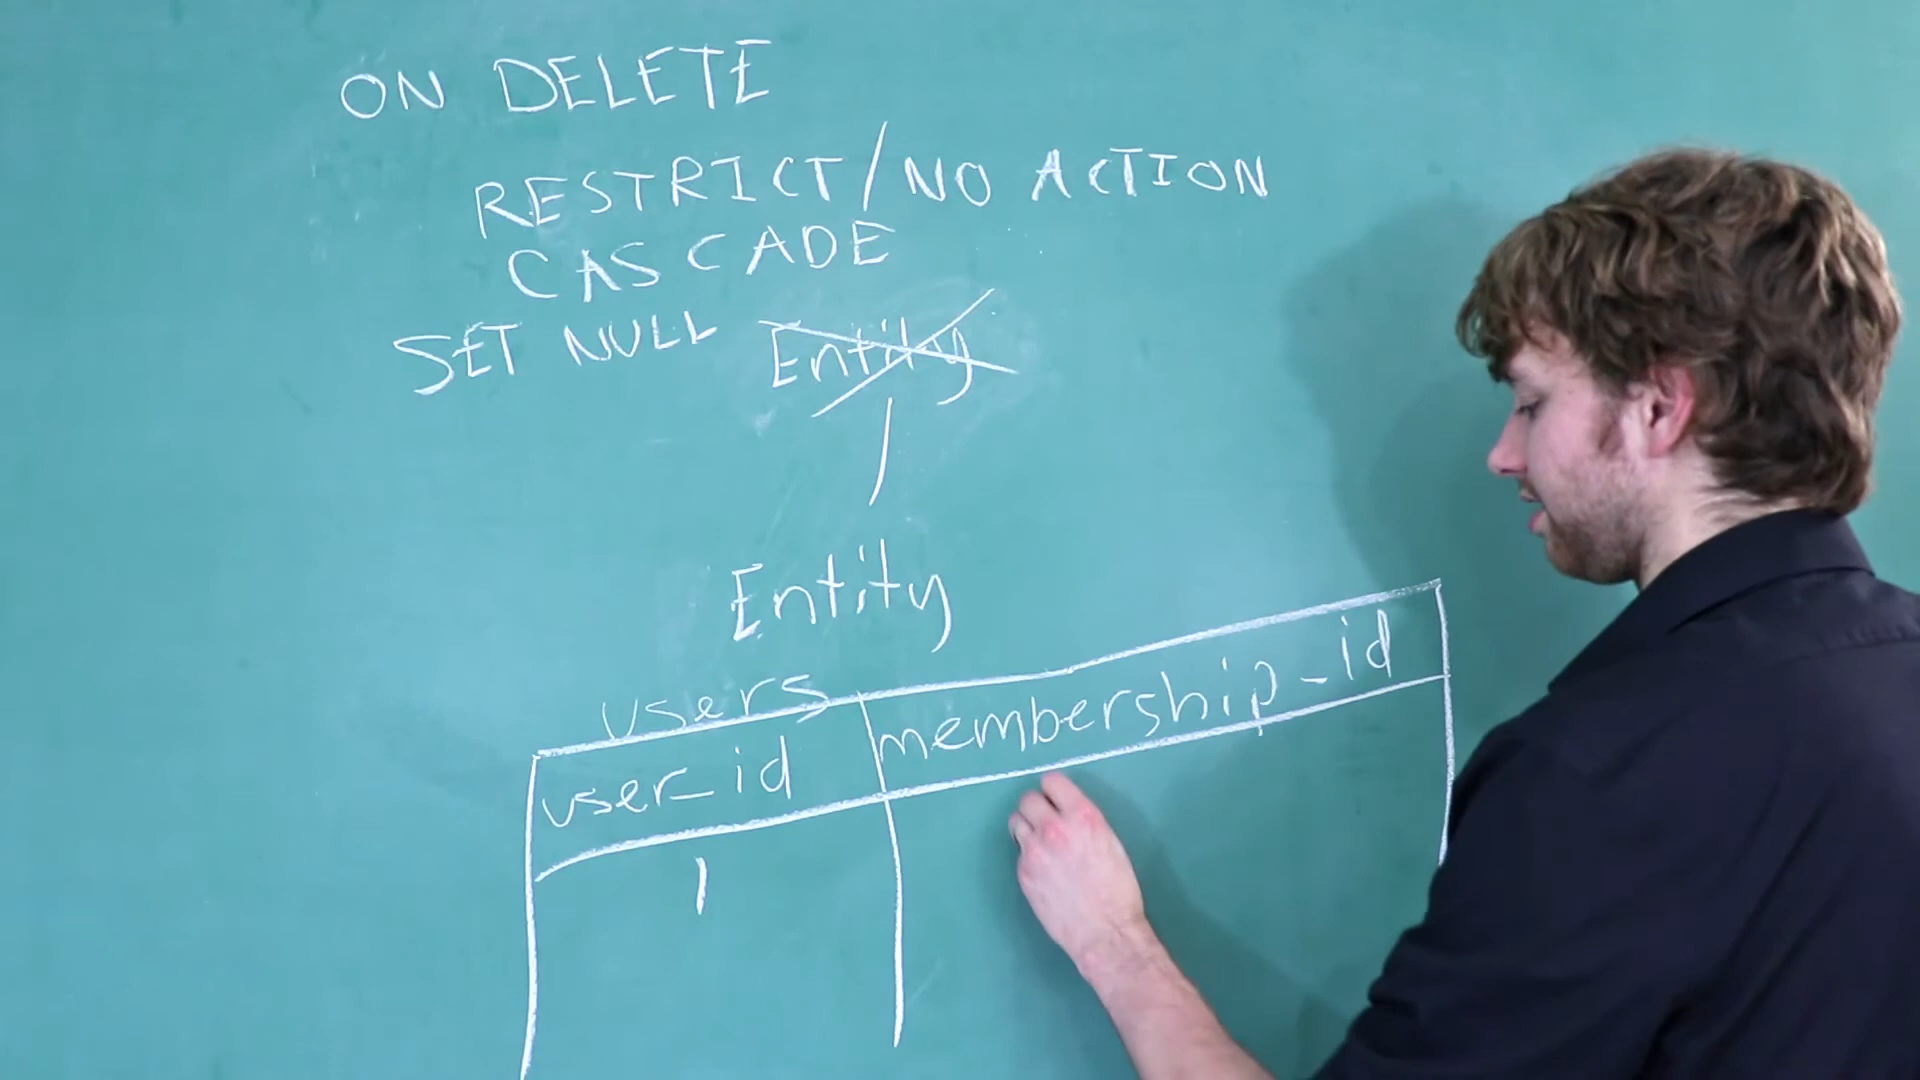 ON DELETE
RESTRICT/NO ACTION
CASCADE
SET NULL Entity
Entity
users
user_id membership_id
1